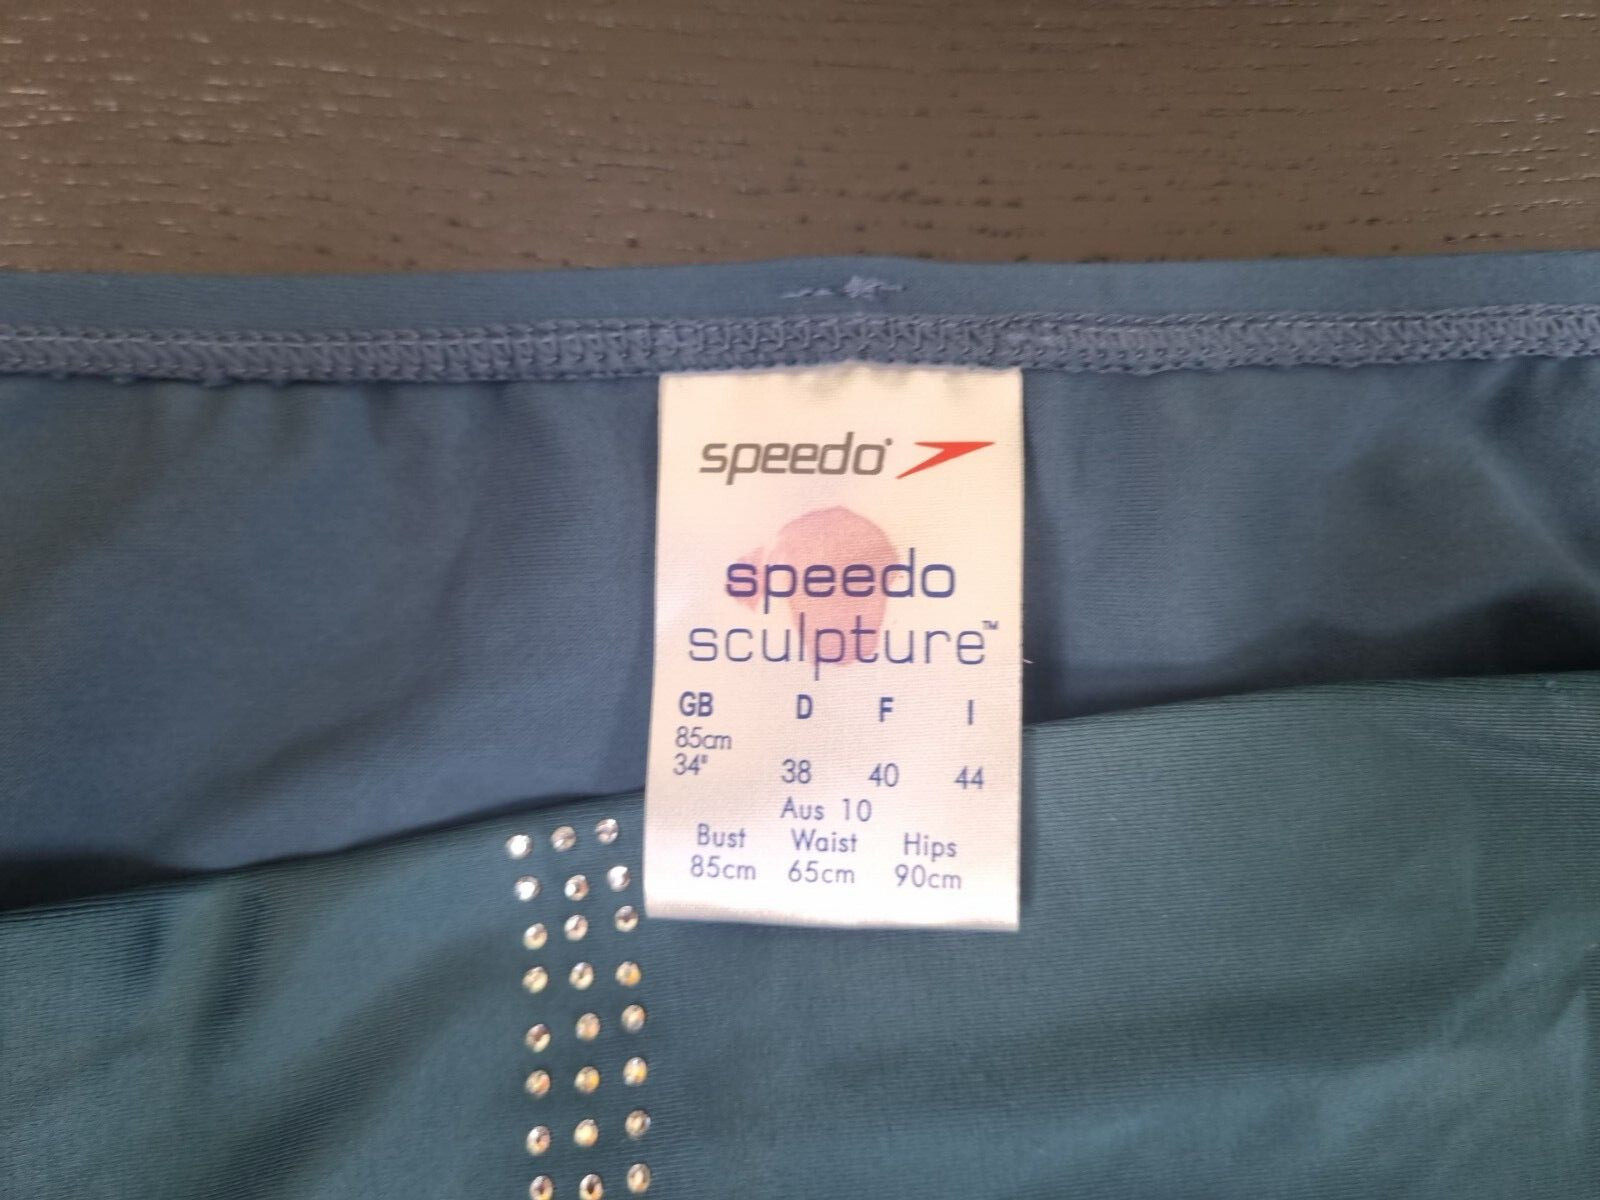 speedo
speedo
sculpture™
GB D F I
85cm
34" 38 40 44
Aus 10
Bust Waist Hips
85cm 65cm 90cm